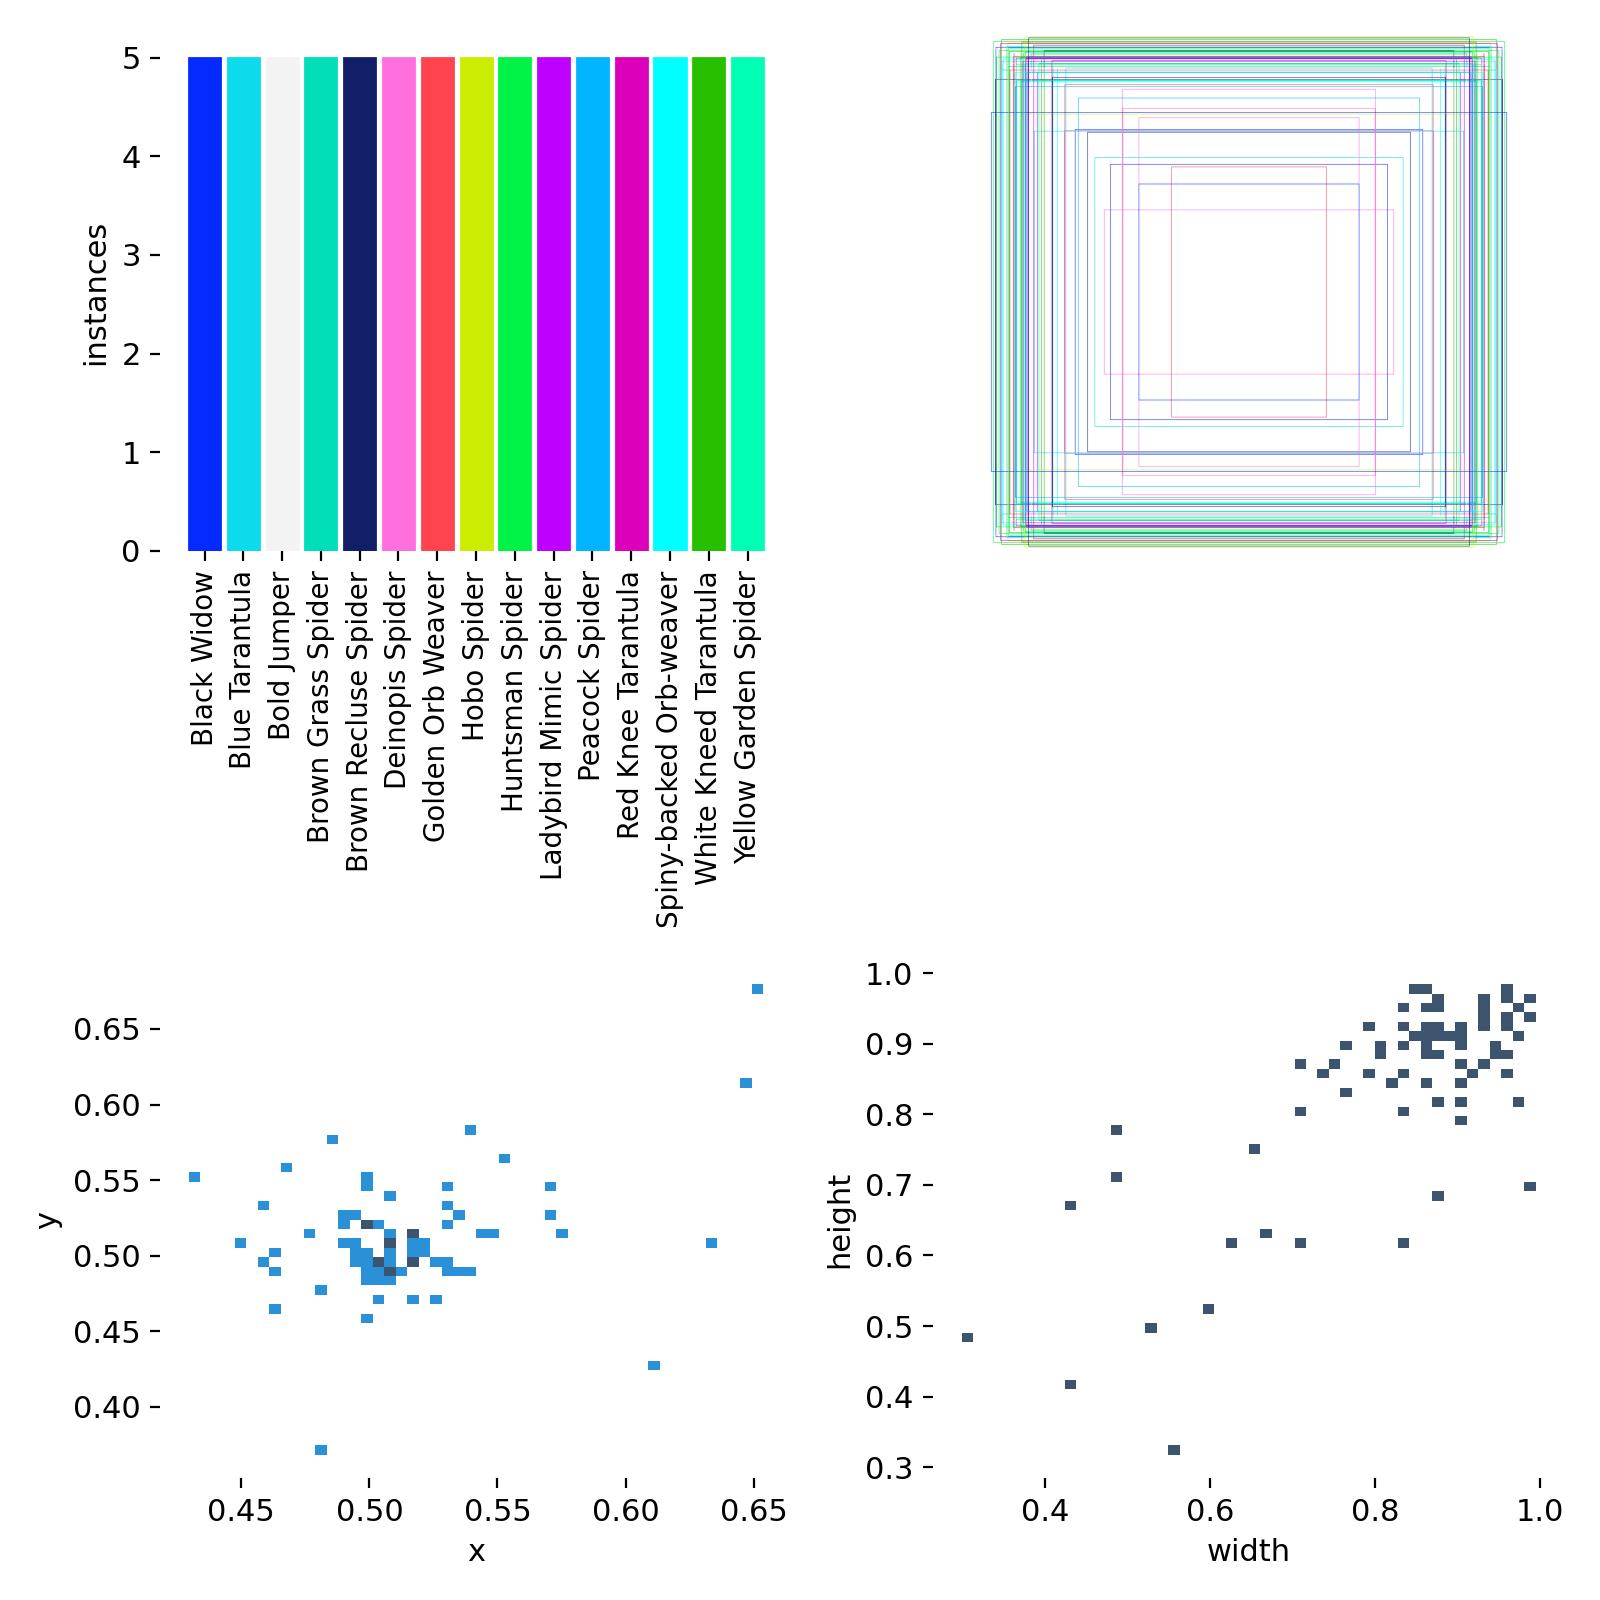 5
4
3
2
1
0
instances
Black Widow
Blue Tarantula
Bold Jumper
Brown Grass Spider
Brown Recluse Spider
Deinopis Spider
Golden Orb Weaver
Hobo Spider
Huntsman Spider
Ladybird Mimic Spider
Peacock Spider
Red Knee Tarantula
Spiny-backed Orb-weaver
White Kneed Tarantula
Yellow Garden Spider
0.65
0.60
0.55
0.50
0.45
0.40
y
0.45 0.50 0.55 0.60 0.65
x
1.0
0.9
0.8
0.7
0.6
0.5
0.4
0.3
height
0.4 0.6 0.8 1.0
width